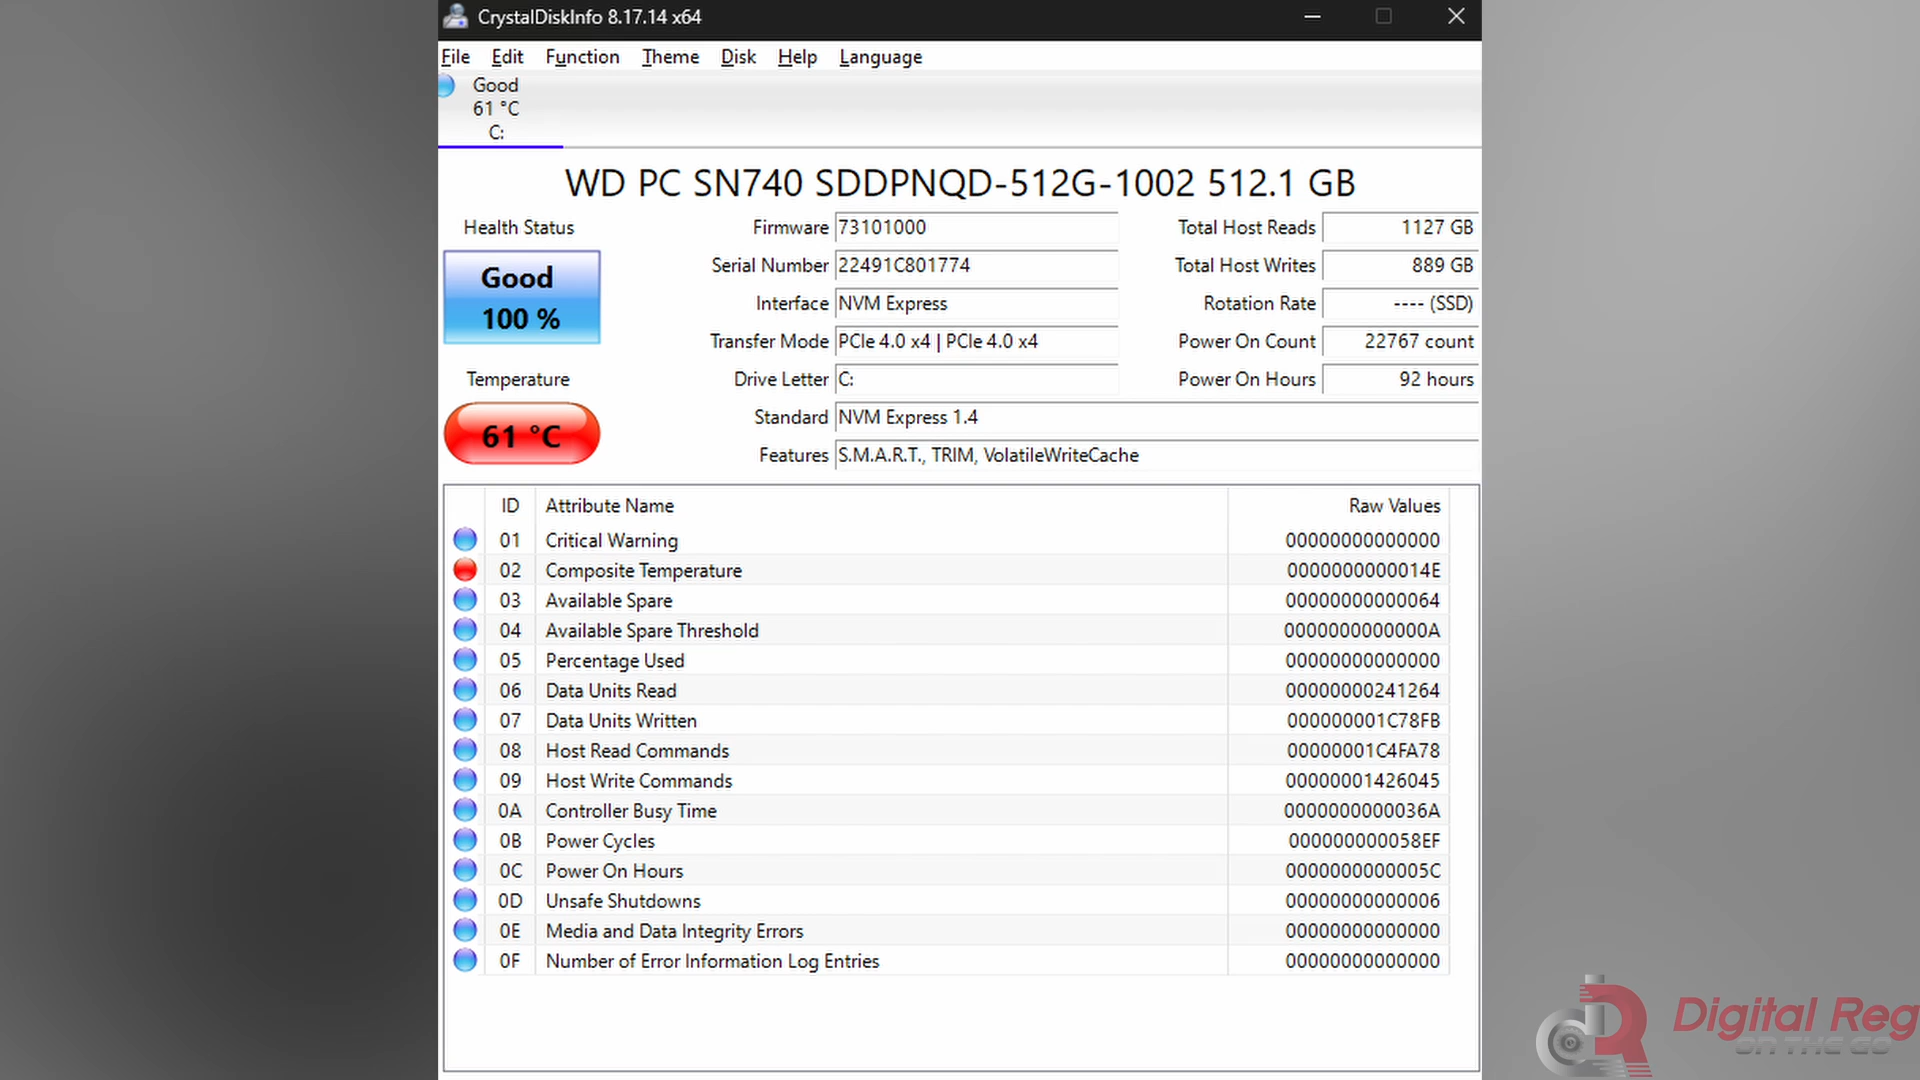 CrystalDiskInfo 8.17.14 x64
File Edit Function Theme Disk Help Language
Good
61 °C
C:
WD PC SN740 SDDPNQD-512G-1002 512.1 GB
Health Status
Good
100 %
Temperature
61 °C
Firmware 73101000
Serial Number 22491C801774
Interface NVM Express
Transfer Mode PCIe 4.0 x4 | PCIe 4.0 x4
Drive Letter C:
Standard NVM Express 1.4
Features S.M.A.R.T., TRIM, VolatileWriteCache
Total Host Reads 1127 GB
Total Host Writes 889 GB
Rotation Rate ---- (SSD)
Power On Count 22767 count
Power On Hours 92 hours
ID Attribute Name Raw Values
01 Critical Warning 00000000000000
02 Composite Temperature 0000000000014E
03 Available Spare 00000000000064
04 Available Spare Threshold 0000000000000A
05 Percentage Used 00000000000000
06 Data Units Read 00000000241264
07 Data Units Written 000000001C78FB
08 Host Read Commands 00000001C4FA78
09 Host Write Commands 00000001426045
0A Controller Busy Time 0000000000036A
0B Power Cycles 000000000058EF
0C Power On Hours 0000000000005C
0D Unsafe Shutdowns 00000000000006
0E Media and Data Integrity Errors 00000000000000
0F Number of Error Information Log Entries 00000000000000
Digital Reg
ON THE GO